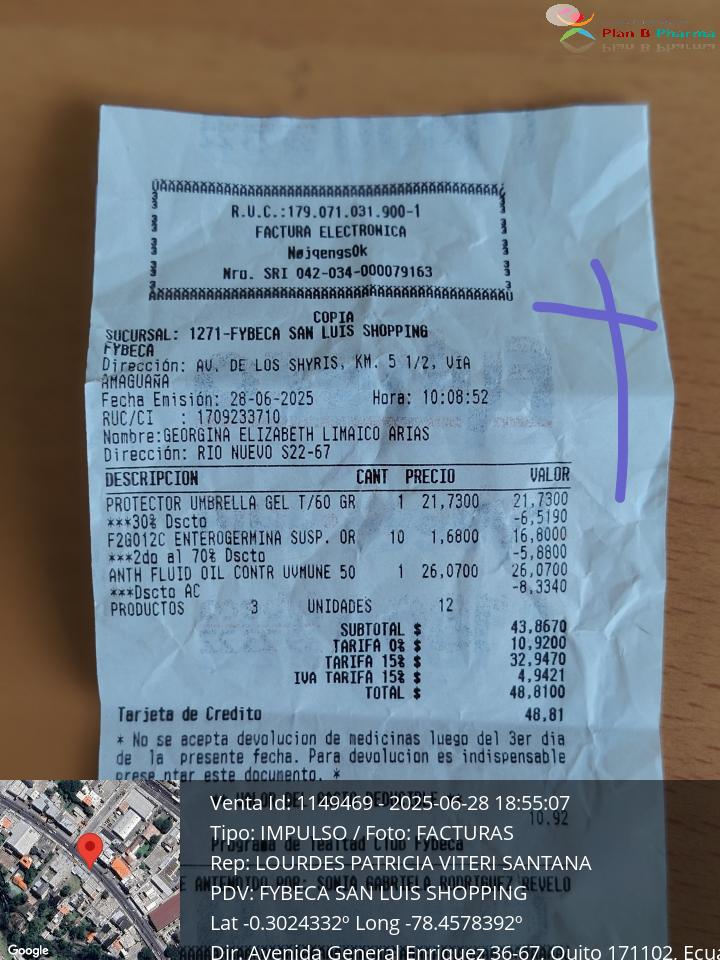 Plan B Pharma
R.U.C.:179.071.031.900-1
FACTURA ELECTRONICA
NøjqengsOk
Nro. SRI 042-034-000079163
COPIA
SUCURSAL: 1271-FYBECA SAN LUIS SHOPPING
FYBECA
Dirección: AV. DE LOS SHYRIS, KM. 5 1/2, VíA
AMAGUAÑA
Fecha Emisión: 28-06-2025 Hora: 10:08:52
RUC/CI : 1709233710
Nombre:GEORGINA ELIZABETH LIMAICO ARIAS
Dirección: RIO NUEVO S22-67
DESCRIPCION CANT PRECIO VALOR
PROTECTOR UMBRELLA GEL T/60 GR 1 21,7300 21,7300
***30% Dscto -6,5190
F2G012C ENTEROGERMINA SUSP. OR 10 1,6800 16,8000
***2do al 70% Dscto -5,8800
ANTH FLUID OIL CONTR UVMUNE 50 1 26,0700 26,0700
***Dscto AC -8,3340
PRODUCTOS 3 UNIDADES 12
SUBTOTAL $ 43,8670
TARIFA 0% $ 10,9200
TARIFA 15% $ 32,9470
IVA TARIFA 15% $ 4,9421
TOTAL $ 48,8100
Tarjeta de Credito 48,81
* No se acepta devolucion de medicinas luego del 3er dia
de la presente fecha. Para devolucion es indispensable
prese ntar este documento. *
** VALOR DEL GASTO DEDUCIBLE **
10.92
Programa de lealtad Club Fybeca
E ANTENDIDO POR: SONIA GABRIELA RODRIGUEZ REVELO
Venta Id: 1149469 - 2025-06-28 18:55:07
Tipo: IMPULSO / Foto: FACTURAS
Rep: LOURDES PATRICIA VITERI SANTANA
PDV: FYBECA SAN LUIS SHOPPING
Lat -0.3024332º Long -78.4578392º
Dir. Avenida General Enriquez 36-67, Quito 171102, Ecua
Google